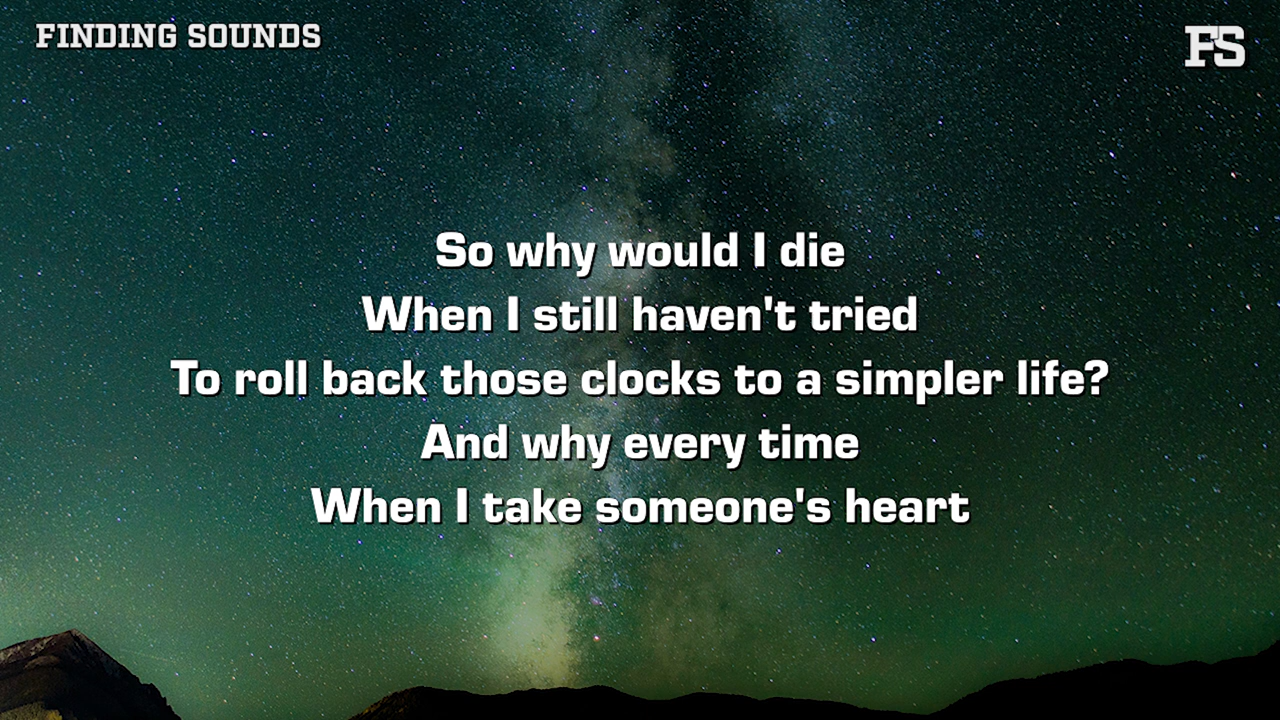 FINDING SOUNDS
FS
So why would I die
When I still haven't tried
To roll back those clocks to a simpler life?
And why every time
When I take someone's heart